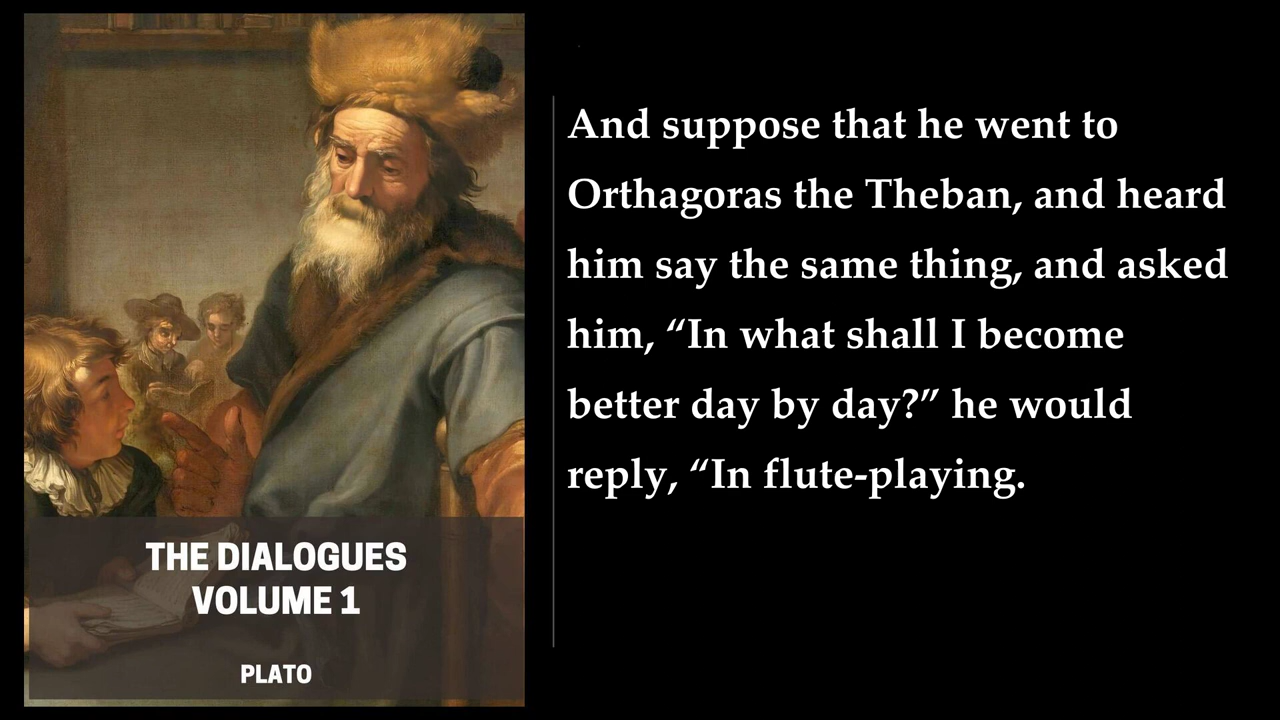 THE DIALOGUES
VOLUME 1
PLATO
And suppose that he went to
Orthagoras the Theban, and heard
him say the same thing, and asked
him, “In what shall I become
better day by day?” he would
reply, “In flute-playing.